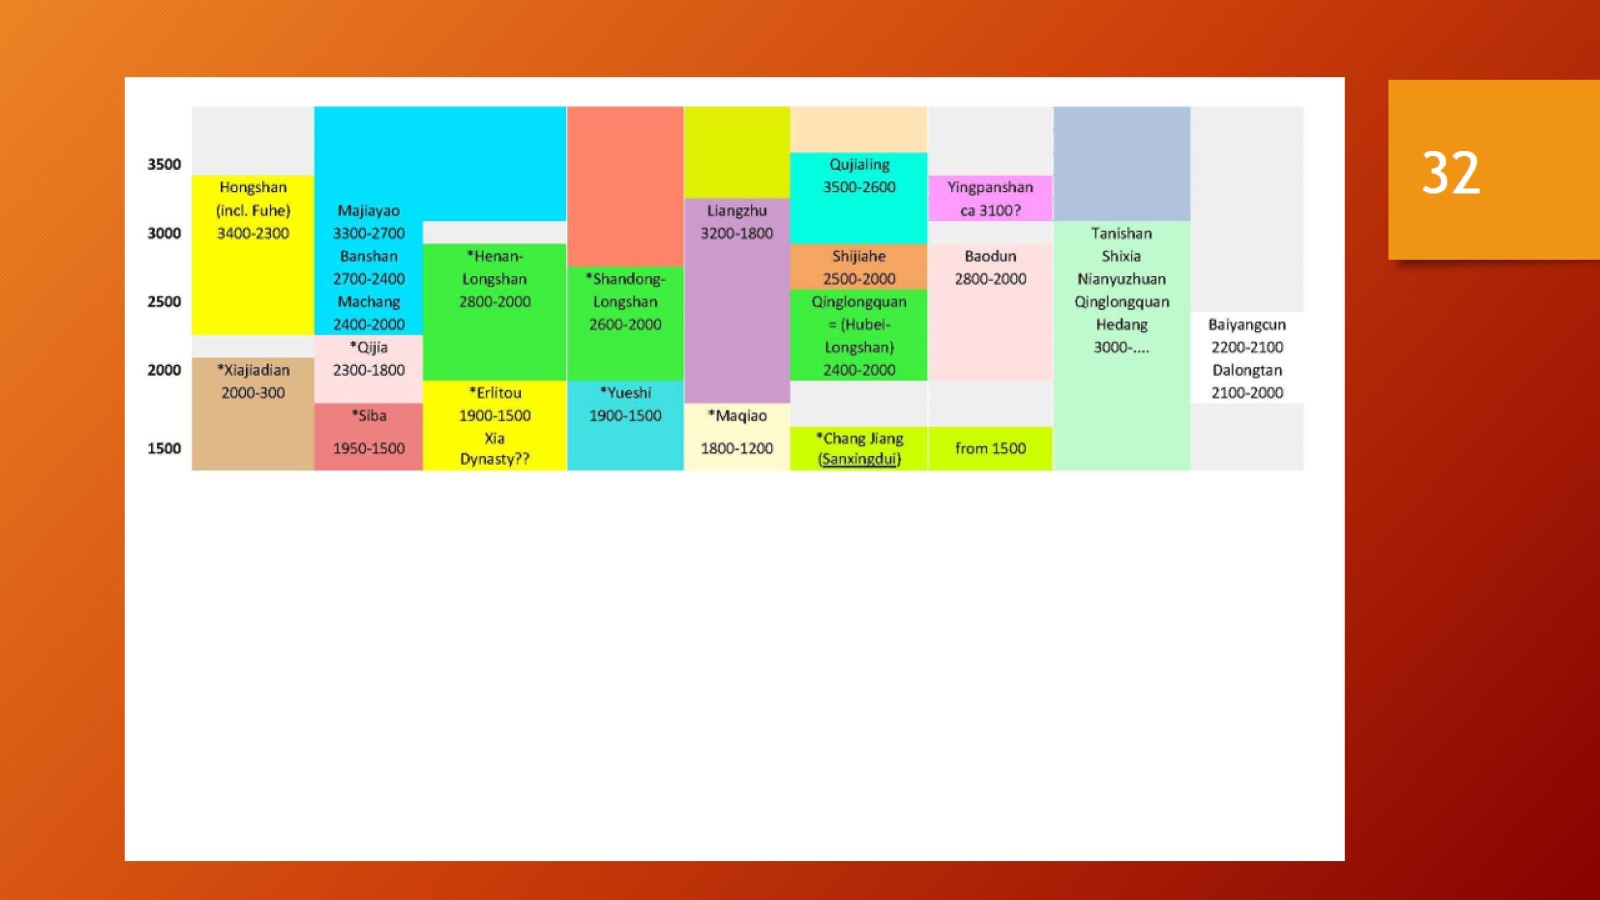 32
3500
3000
2500
2000
1500
Hongshan
(incl. Fuhe)
3400-2300
*Xiajiadian
2000-300
Majiayao
3300-2700
Banshan
2700-2400
Machang
2400-2000
*Qijia
2300-1800
*Siba
1950-1500
*Henan-
Longshan
2800-2000
*Erlitou
1900-1500
Xia
Dynasty??
*Shandong-
Longshan
2600-2000
*Yueshi
1900-1500
Liangzhu
3200-1800
*Maqiao
1800-1200
Qujialing
3500-2600
Shijiahe
2500-2000
Qinglongquan
= (Hubei-
Longshan)
2400-2000
*Chang Jiang
(Sanxingdui)
Yingpanshan
ca 3100?
Baodun
2800-2000
from 1500
Tanishan
Shixia
Nianyuzhuan
Qinglongquan
Hedang
3000-....
Baiyangcun
2200-2100
Dalongtan
2100-2000